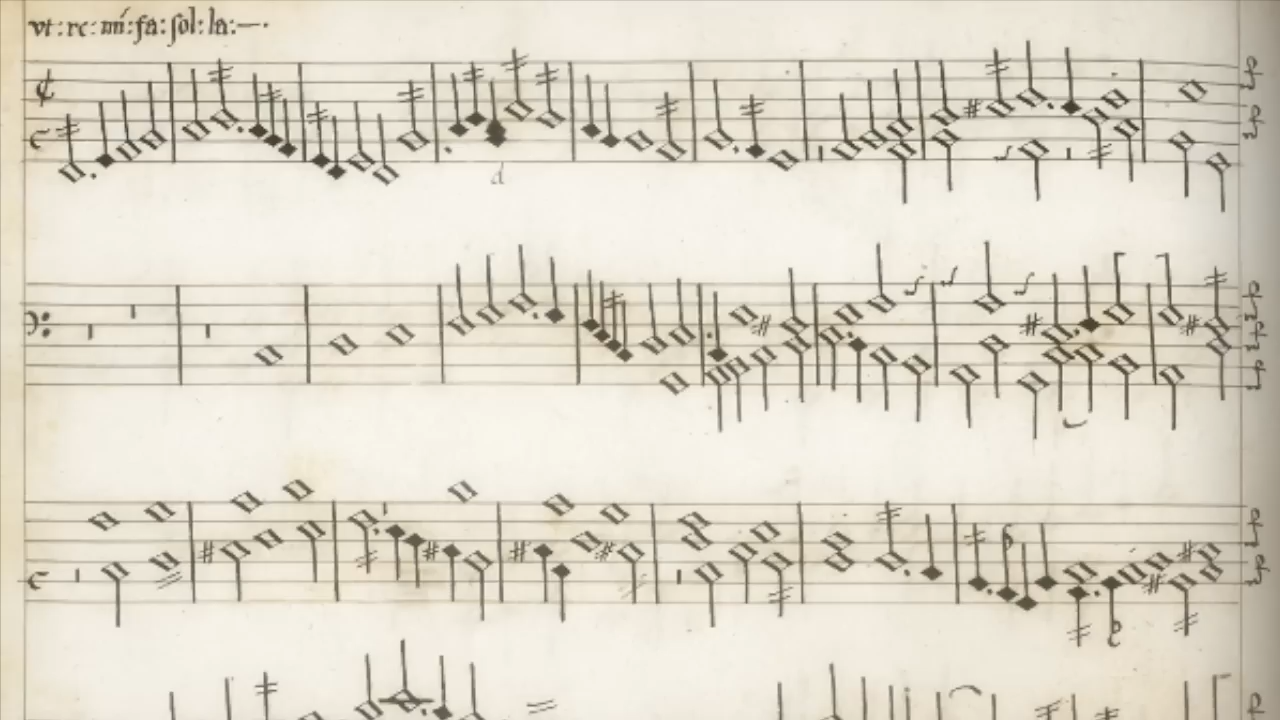 vt : re : mi : fa : sol : la : — ·
d